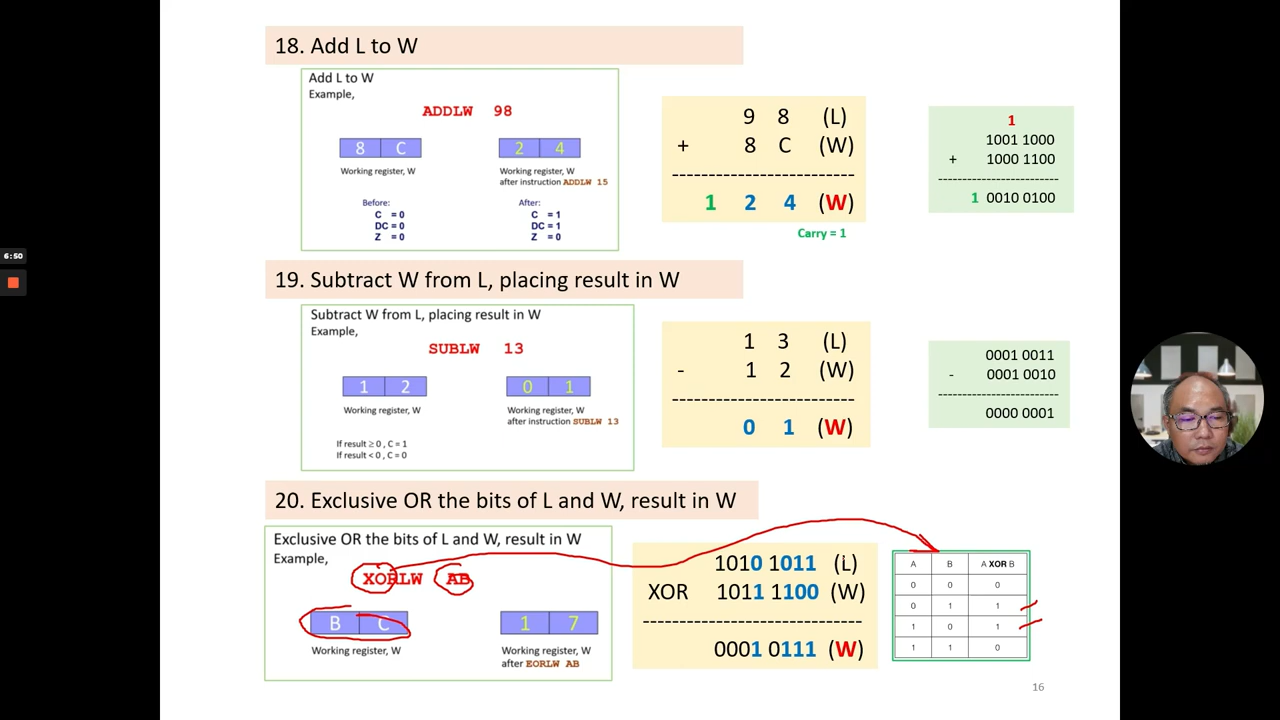 18. Add L to W
Add L to W
Example,
ADDLW 98
8 C
2 4
Working register, W
Working register, W
after instruction ADDLW 15
Before:
C = 0
DC = 0
Z = 0
After:
C = 1
DC = 1
Z = 0
9 8 (L)
+ 8 C (W)
-------------------------
1 2 4 (W)
Carry = 1
1
1001 1000
+ 1000 1100
-------------------------
1 0010 0100
6:50
19. Subtract W from L, placing result in W
Subtract W from L, placing result in W
Example,
SUBLW 13
1 2
0 1
Working register, W
Working register, W
after instruction SUBLW 13
If result ≥ 0 , C = 1
If result < 0 , C = 0
1 3 (L)
- 1 2 (W)
-------------------------
0 1 (W)
0001 0011
- 0001 0010
-------------------------
0000 0001
20. Exclusive OR the bits of L and W, result in W
Exclusive OR the bits of L and W, result in W
Example,
XORLW AB
B C
1 7
Working register, W
Working register, W
after EORLW AB
1010 1011 (L)
XOR 1011 1100 (W)
-------------------------
0001 0111 (W)
A B A XOR B
0 0 0
0 1 1
1 0 1
1 1 0
16